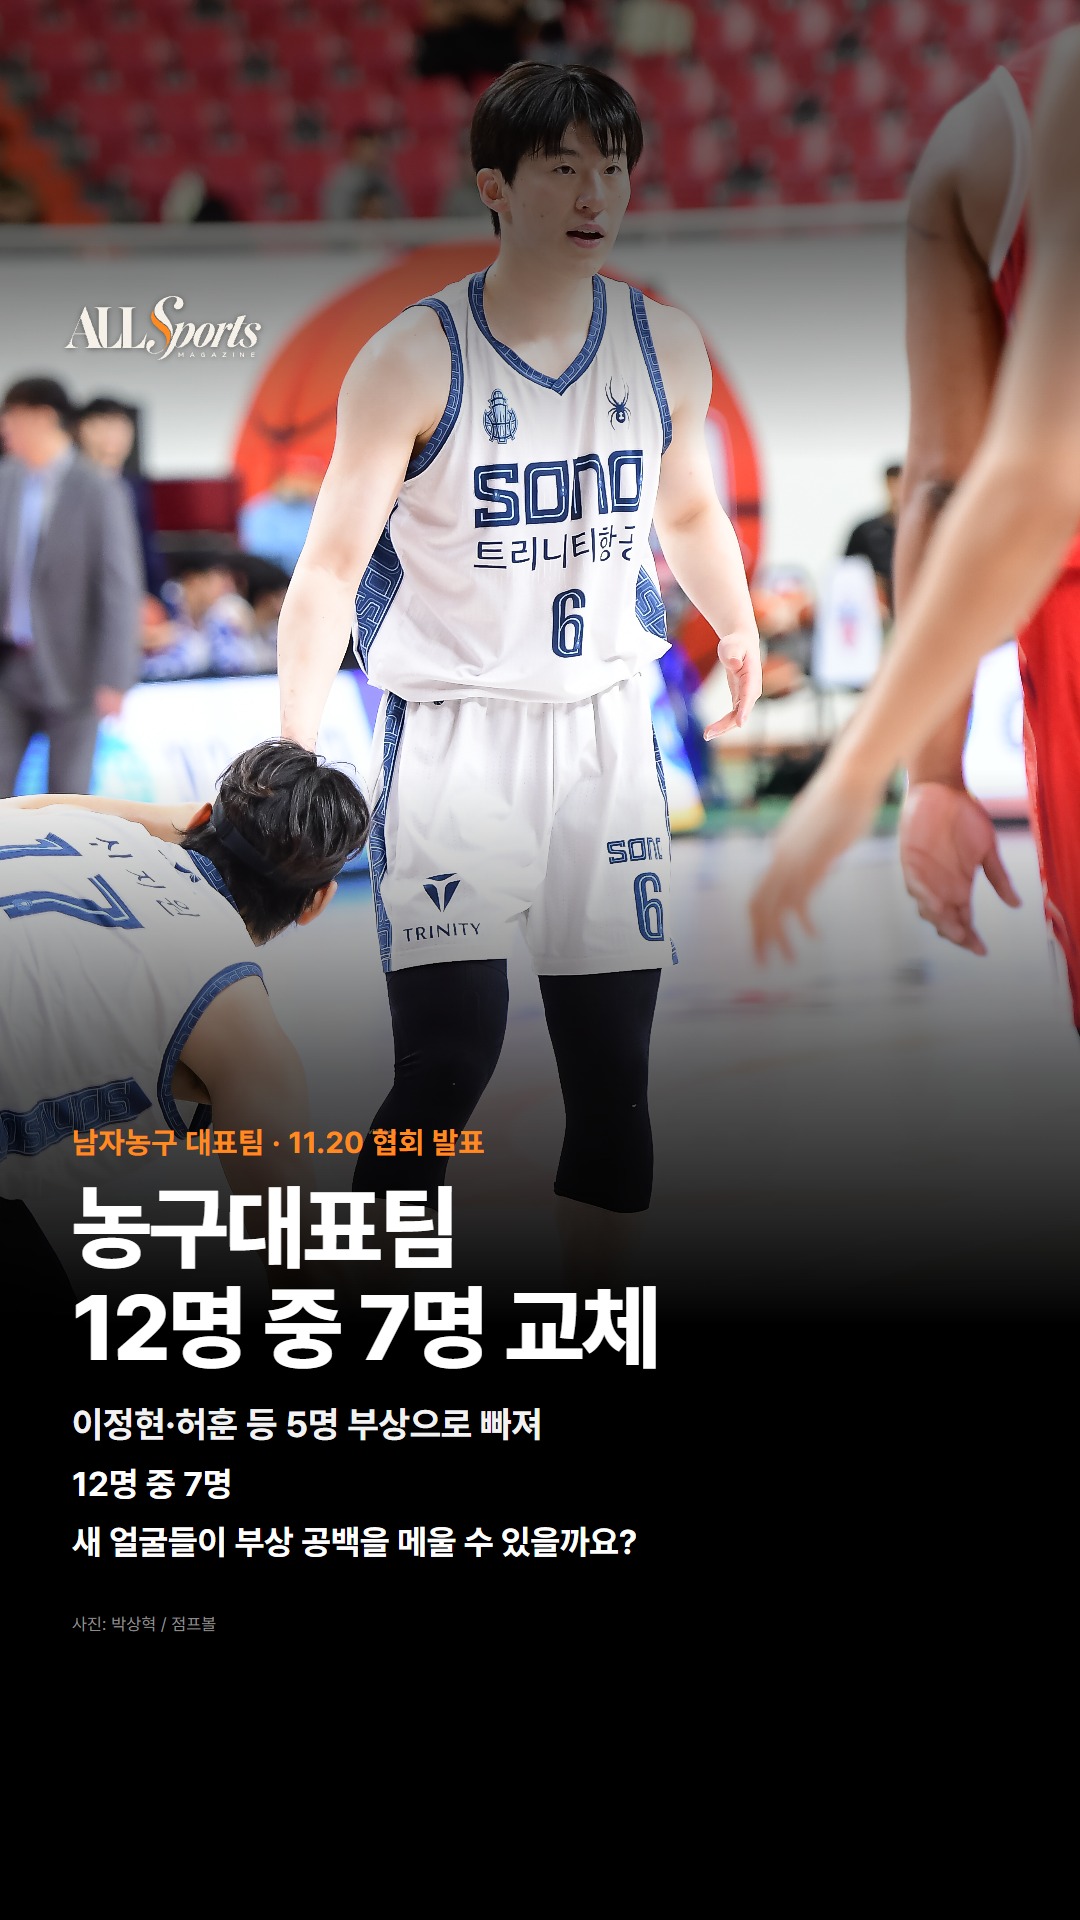 ALL Sports
MAGAZINE
SONO
트리니티항공
6
SONO
6
TRINITY
17
신지원
남자농구 대표팀 · 11.20 협회 발표
농구대표팀
12명 중 7명 교체
이정현·허훈 등 5명 부상으로 빠져
12명 중 7명
새 얼굴들이 부상 공백을 메울 수 있을까요?
사진: 박상혁 / 점프볼